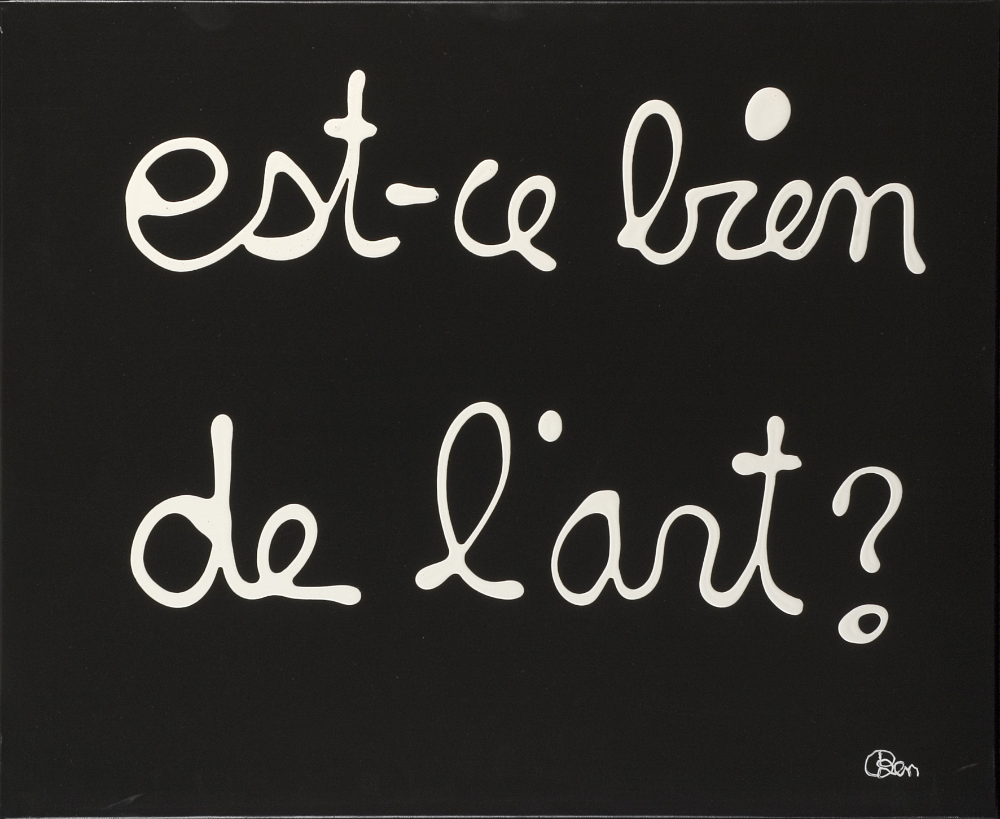 est-ce bien
de l'art?
Ben